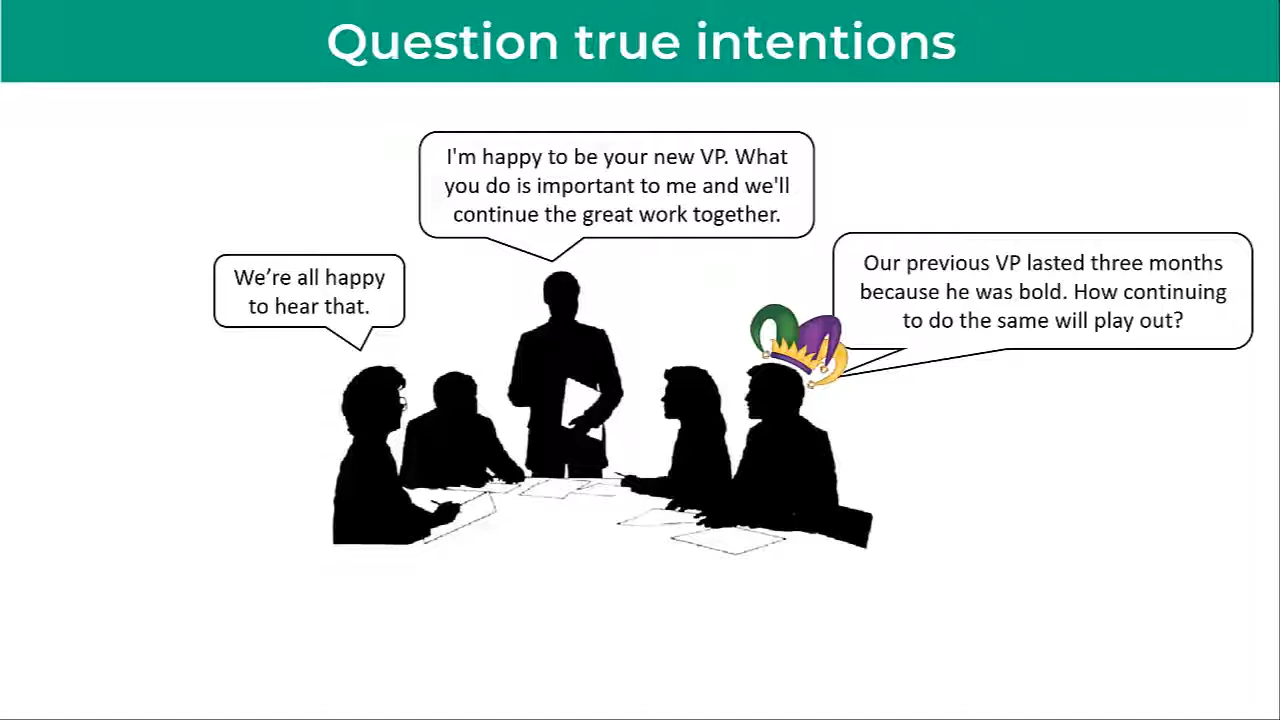 Question true intentions
I'm happy to be your new VP. What
you do is important to me and we'll
continue the great work together.
We’re all happy
to hear that.
Our previous VP lasted three months
because he was bold. How continuing
to do the same will play out?